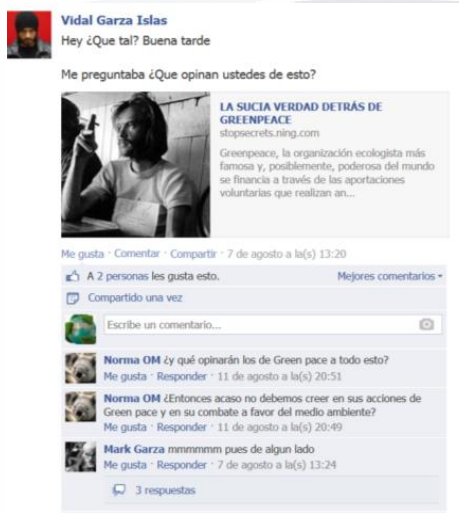 Vidal Garza Islas
Hey ¿Que tal? Buena tarde
Me preguntaba ¿Que opinan ustedes de esto?
LA SUCIA VERDAD DETRÁS DE
GREENPEACE
stopsecrets.ning.com
Greenpeace, la organización ecologista más
famosa y, posiblemente, poderosa del mundo
se financia a través de las aportaciones
voluntarias que realizan an...
Me gusta · Comentar · Compartir · 7 de agosto a la(s) 13:20
A 2 personas les gusta esto. Mejores comentarios
Compartido una vez
Escribe un comentario...
Norma OM ¿y qué opinarán los de Green pace a todo esto?
Me gusta · Responder · 11 de agosto a la(s) 20:51
Norma OM ¿Entonces acaso no debemos creer en sus acciones de
Green pace y en su combate a favor del medio ambiente?
Me gusta · Responder · 11 de agosto a la(s) 20:49
Mark Garza mmmmmm pues de algun lado
Me gusta · Responder · 7 de agosto a la(s) 13:24
3 respuestas